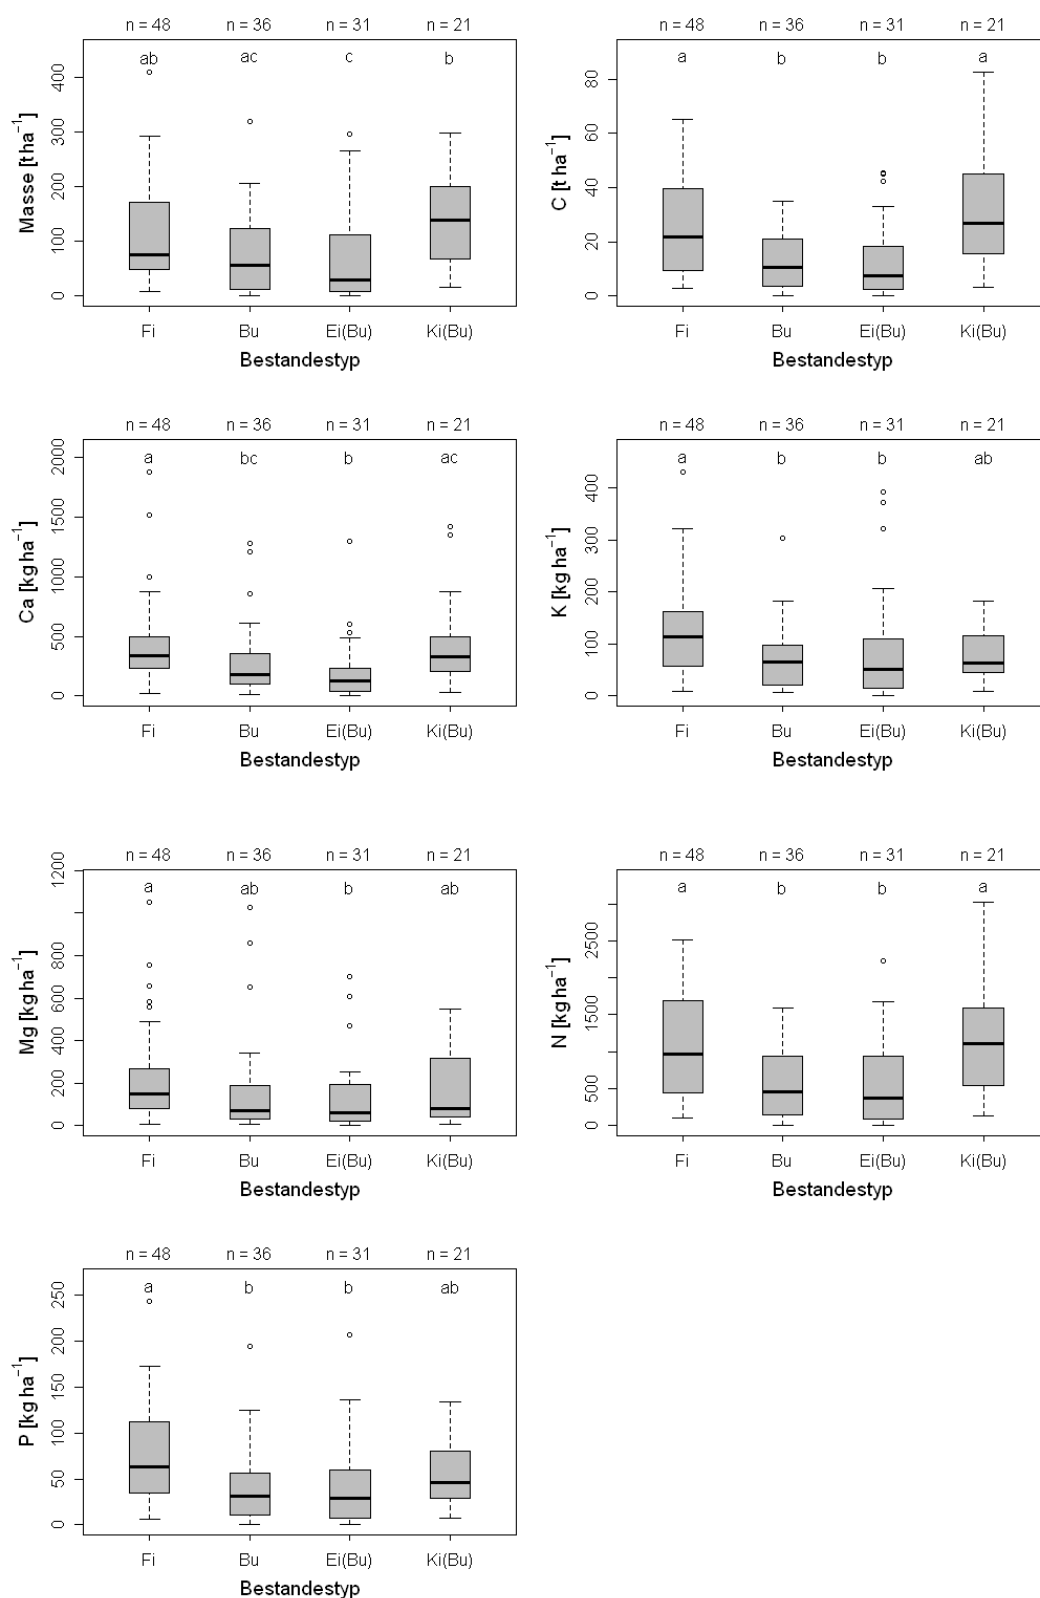 n = 48 n = 36 n = 31 n = 21
ab ac c b
Masse [t ha⁻¹]
400
300
200
100
0
Fi Bu Ei(Bu) Ki(Bu)
Bestandestyp
n = 48 n = 36 n = 31 n = 21
a b b a
C [t ha⁻¹]
80
60
40
20
0
Fi Bu Ei(Bu) Ki(Bu)
Bestandestyp
n = 48 n = 36 n = 31 n = 21
a bc b ac
Ca [kg ha⁻¹]
2000
1500
1000
500
0
Fi Bu Ei(Bu) Ki(Bu)
Bestandestyp
n = 48 n = 36 n = 31 n = 21
a b b ab
K [kg ha⁻¹]
400
300
200
100
0
Fi Bu Ei(Bu) Ki(Bu)
Bestandestyp
n = 48 n = 36 n = 31 n = 21
a ab b ab
Mg [kg ha⁻¹]
1200
800
600
400
200
0
Fi Bu Ei(Bu) Ki(Bu)
Bestandestyp
n = 48 n = 36 n = 31 n = 21
a b b a
N [kg ha⁻¹]
2500
1500
500
0
Fi Bu Ei(Bu) Ki(Bu)
Bestandestyp
n = 48 n = 36 n = 31 n = 21
a b b ab
P [kg ha⁻¹]
250
200
150
100
50
0
Fi Bu Ei(Bu) Ki(Bu)
Bestandestyp